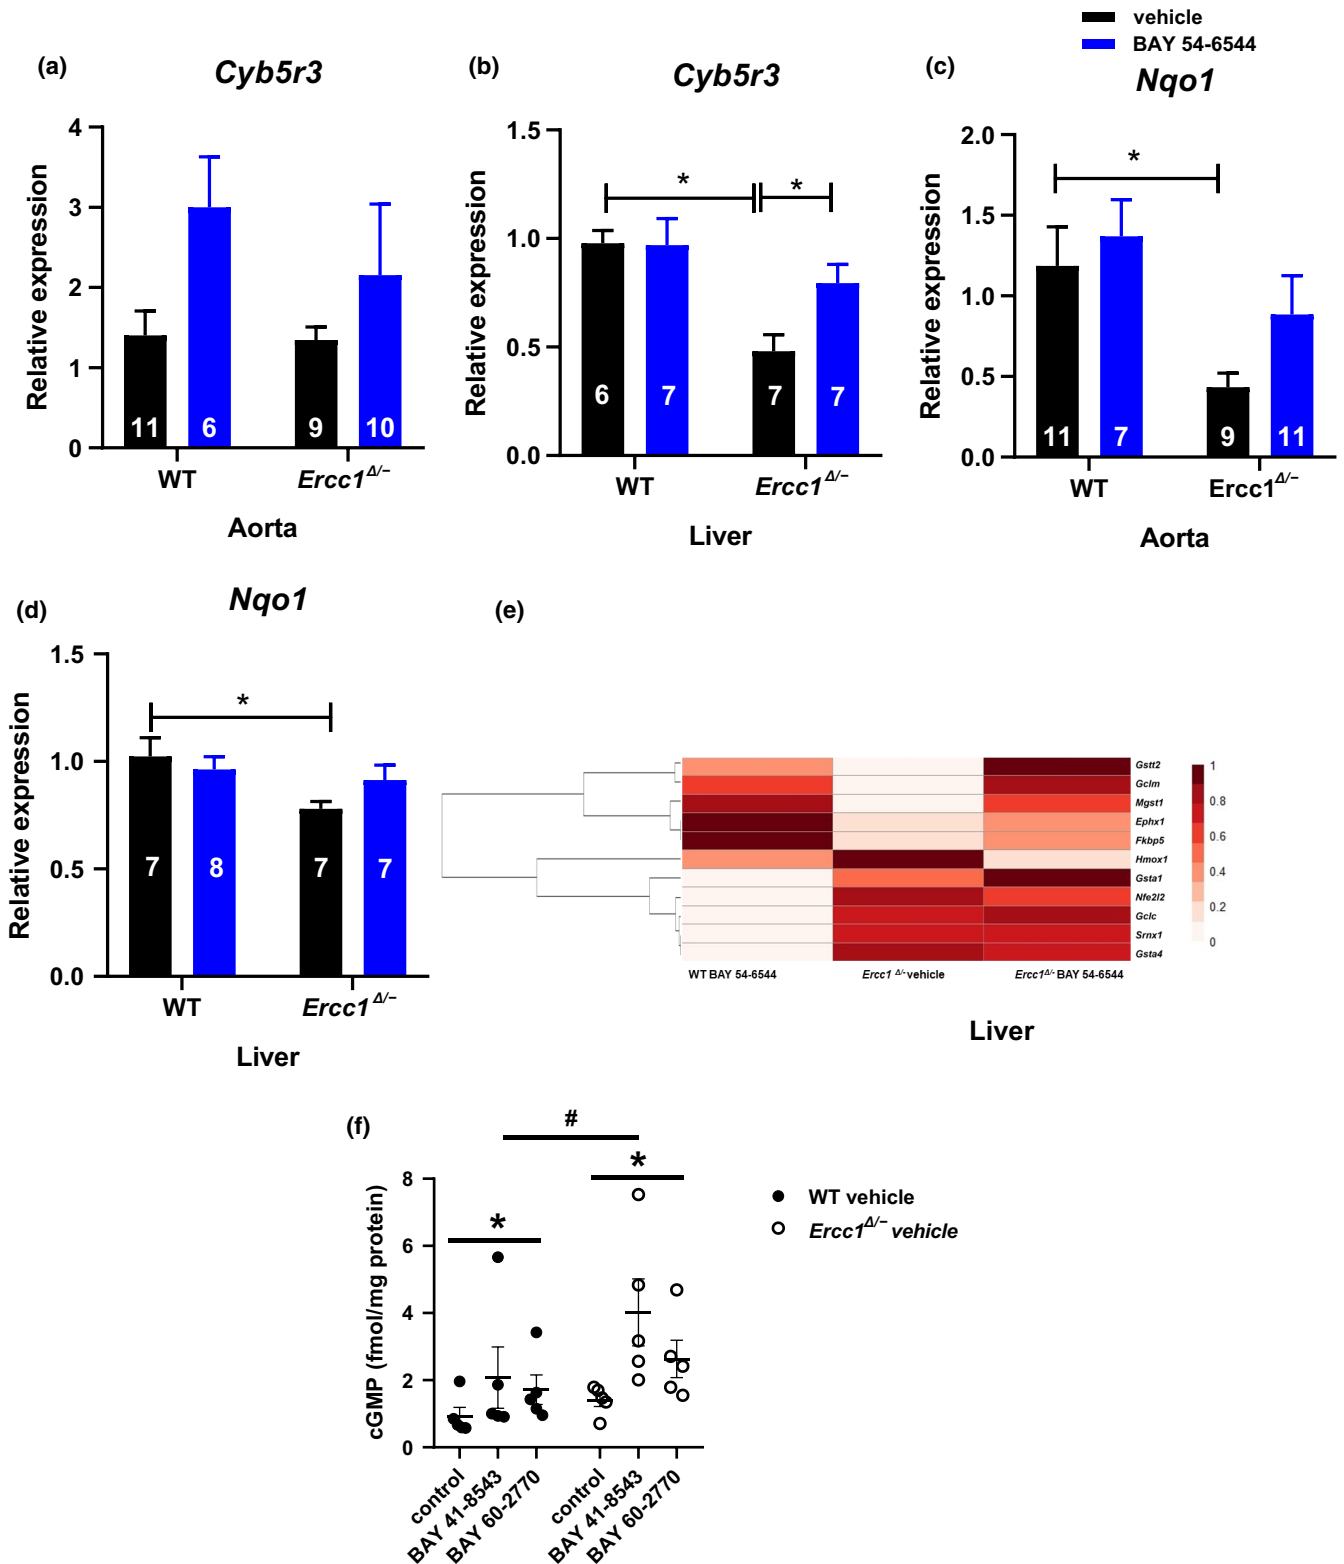 vehicle
BAY 54-6544
(a)
Cyb5r3
Relative expression
4
3
2
1
0
11
6
9
10
WT
Ercc1Δ/−
Aorta
(b)
Cyb5r3
Relative expression
1.5
1.0
0.5
0.0
*
*
6
7
7
7
WT
Ercc1Δ/−
Liver
(c)
Nqo1
Relative expression
2.0
1.5
1.0
0.5
0.0
*
11
7
9
11
WT
Ercc1Δ/−
Aorta
(d)
Nqo1
Relative expression
1.5
1.0
0.5
0.0
*
7
8
7
7
WT
Ercc1Δ/−
Liver
(e)
Gstt2
Gclm
Mgst1
Ephx1
Fkbp5
Hmox1
Gsta1
Nfe2l2
Gclc
Srnx1
Gsta4
1
0.8
0.6
0.4
0.2
0
WT BAY 54-6544
Ercc1 Δ/- vehicle
Ercc1Δ/- BAY 54-6544
Liver
(f)
#
*
*
cGMP (fmol/mg protein)
8
6
4
2
0
control
BAY 41-8543
BAY 60-2770
control
BAY 41-8543
BAY 60-2770
WT vehicle
Ercc1Δ/− vehicle